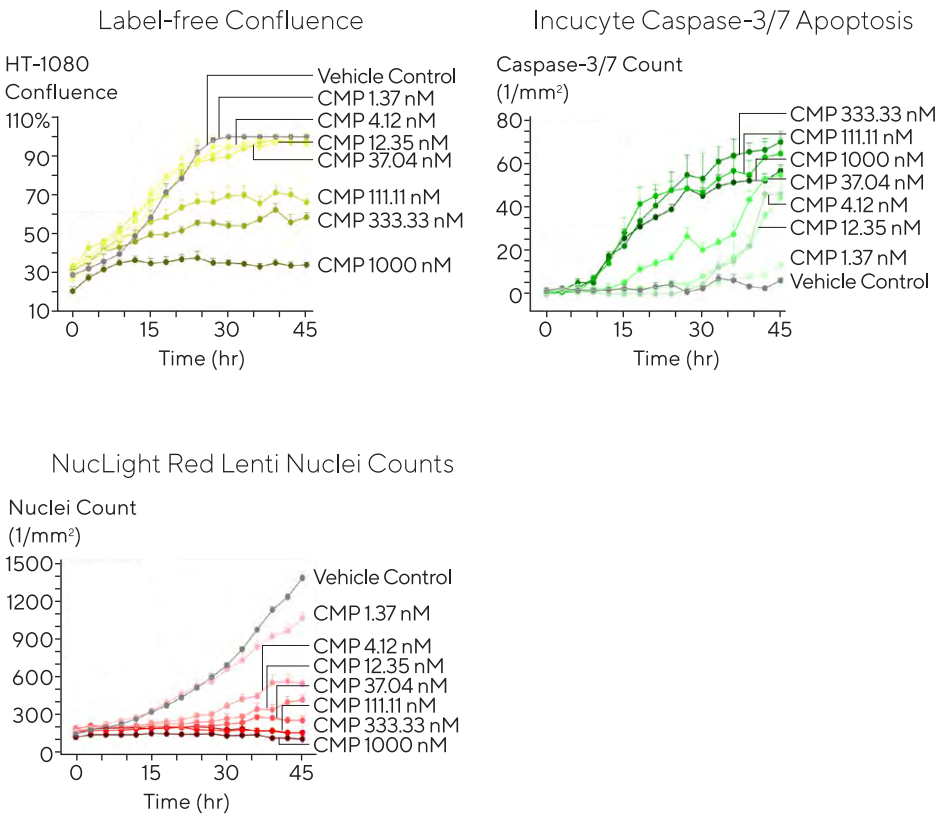 Label-free Confluence
HT-1080
Confluence
110%
90
70
50
30
10
0
15
30
45
Time (hr)
Vehicle Control
CMP 1.37 nM
CMP 4.12 nM
CMP 12.35 nM
CMP 37.04 nM
CMP 111.11 nM
CMP 333.33 nM
CMP 1000 nM
Incucyte Caspase-3/7 Apoptosis
Caspase-3/7 Count
(1/mm²)
80
60
40
20
0
0
15
30
45
Time (hr)
CMP 333.33 nM
CMP 111.11 nM
CMP 1000 nM
CMP 37.04 nM
CMP 4.12 nM
CMP 12.35 nM
CMP 1.37 nM
Vehicle Control
NucLight Red Lenti Nuclei Counts
Nuclei Count
(1/mm²)
1500
1200
900
600
300
0
0
15
30
45
Time (hr)
Vehicle Control
CMP 1.37 nM
CMP 4.12 nM
CMP 12.35 nM
CMP 37.04 nM
CMP 111.11 nM
CMP 333.33 nM
CMP 1000 nM